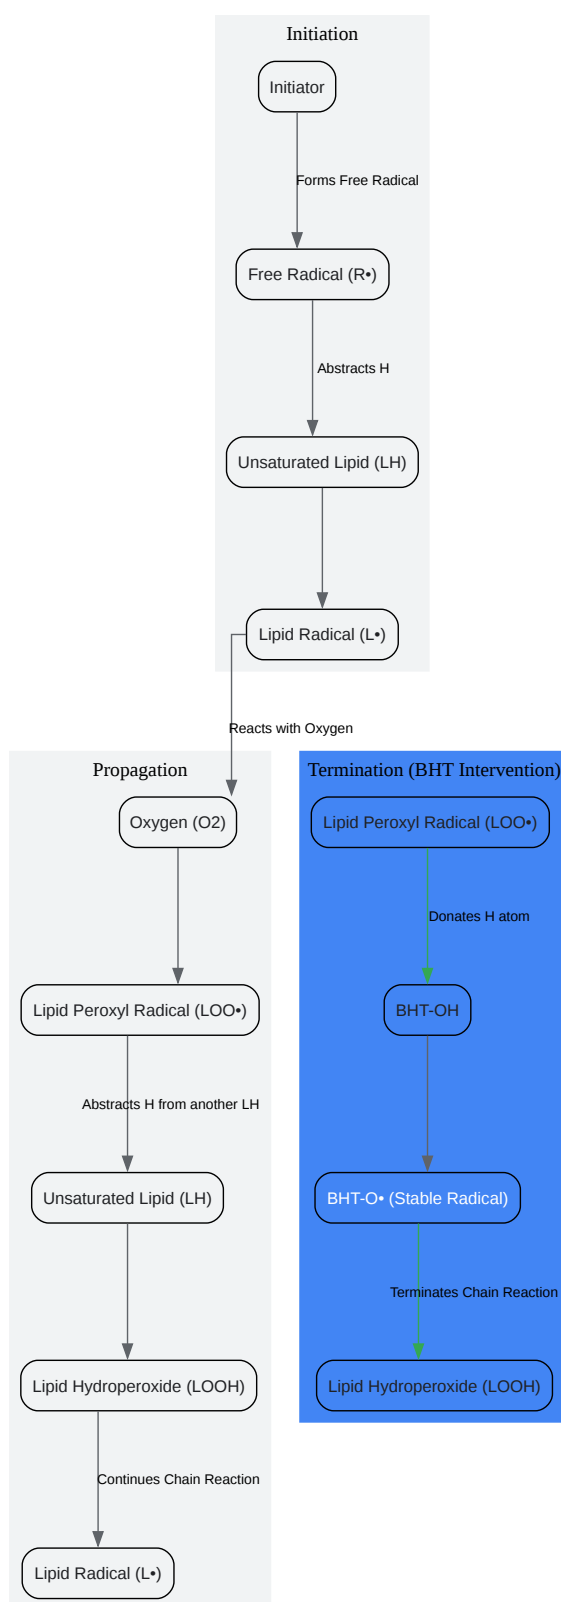 Initiation
Initiator
Forms Free Radical
Free Radical (R•)
Abstracts H
Unsaturated Lipid (LH)
Lipid Radical (L•)
Reacts with Oxygen
Propagation
Oxygen (O2)
Lipid Peroxyl Radical (LOO•)
Abstracts H from another LH
Unsaturated Lipid (LH)
Lipid Hydroperoxide (LOOH)
Continues Chain Reaction
Lipid Radical (L•)
Termination (BHT Intervention)
Lipid Peroxyl Radical (LOO•)
Donates H atom
BHT-OH
BHT-O• (Stable Radical)
Terminates Chain Reaction
Lipid Hydroperoxide (LOOH)